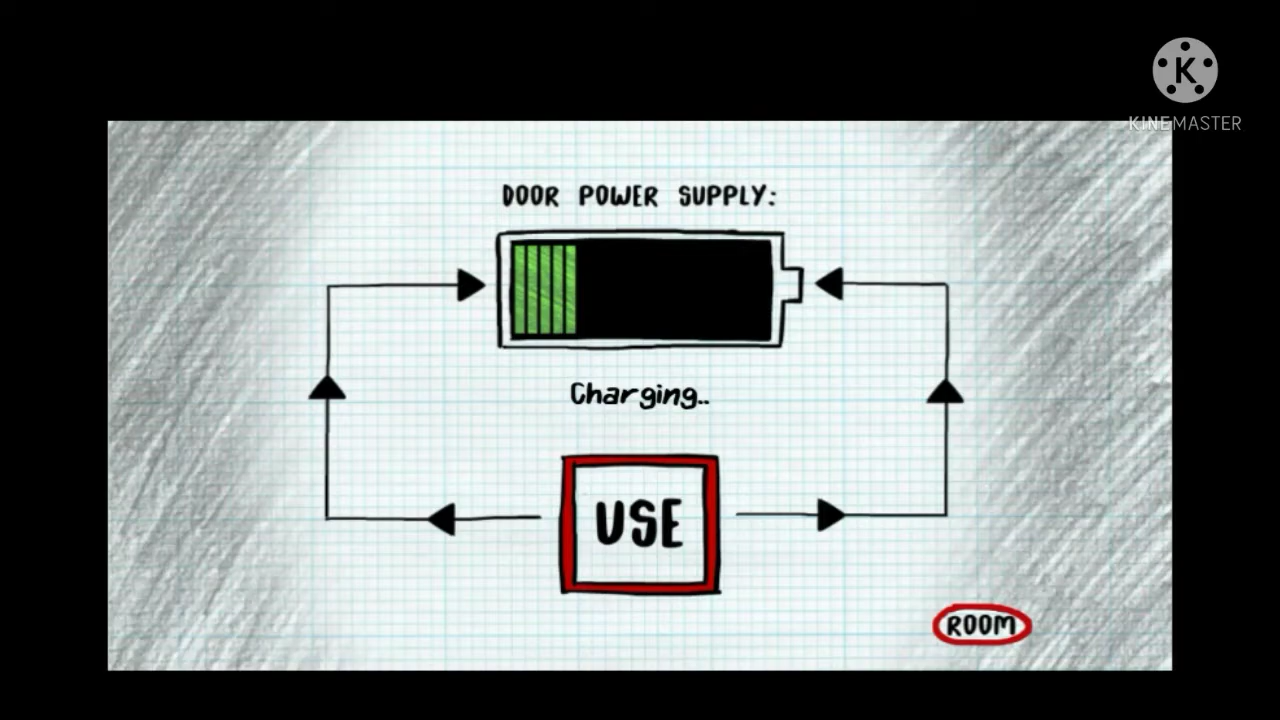 K
KINEMASTER
DOOR POWER SUPPLY:
Charging..
USE
ROOM